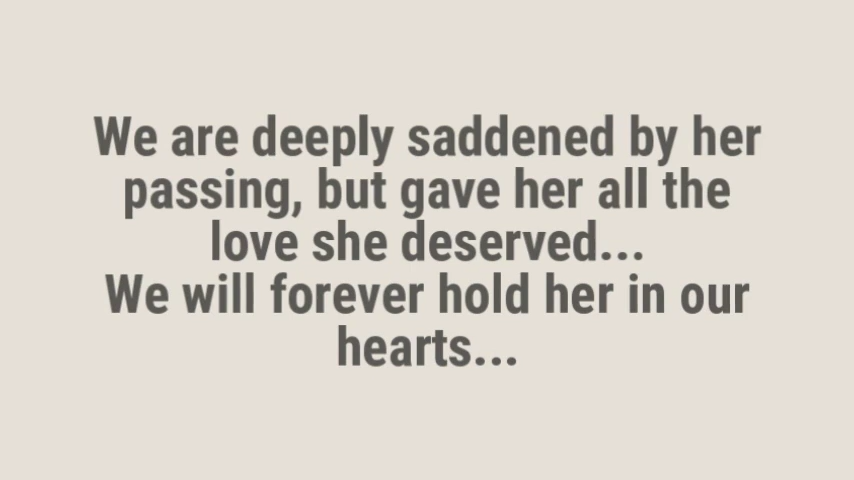 We are deeply saddened by her
passing, but gave her all the
love she deserved...
We will forever hold her in our
hearts...